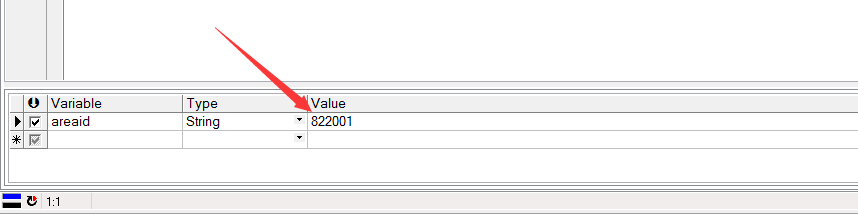 Variable Type Value
areaid String 822001
1:1